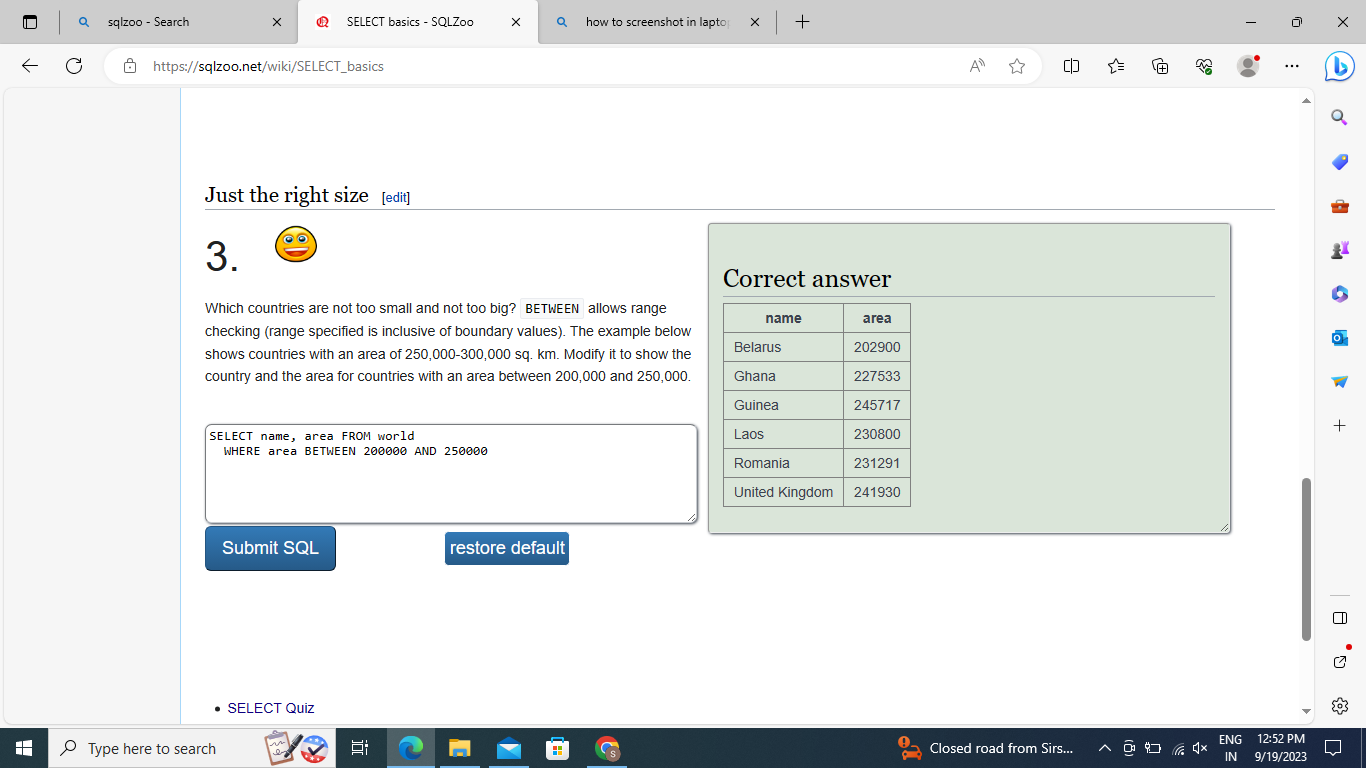 sqlzoo - Search
SELECT basics - SQLZoo
how to screenshot in lapto
https://sqlzoo.net/wiki/SELECT_basics
Just the right size [edit]
3.
Which countries are not too small and not too big? BETWEEN allows range
checking (range specified is inclusive of boundary values). The example below
shows countries with an area of 250,000-300,000 sq. km. Modify it to show the
country and the area for countries with an area between 200,000 and 250,000.
SELECT name, area FROM world
WHERE area BETWEEN 200000 AND 250000
Submit SQL
restore default
Correct answer
name area
Belarus 202900
Ghana 227533
Guinea 245717
Laos 230800
Romania 231291
United Kingdom 241930
SELECT Quiz
Type here to search
Closed road from Sirs...
ENG
IN
12:52 PM
9/19/2023